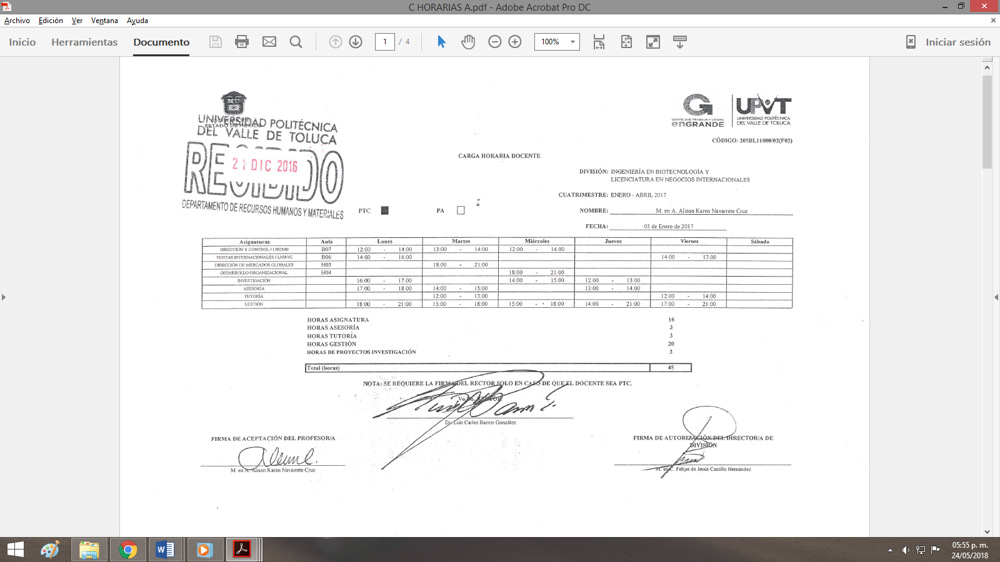 C HORARIAS A.pdf - Adobe Acrobat Pro DC
Archivo Edición Ver Ventana Ayuda
Inicio Herramientas Documento 1 / 4 100% Iniciar sesión
ESTADO DE MÉXICO
UNIVERSIDAD POLITÉCNICA
DEL VALLE DE TOLUCA
RECIBIDO
21 DIC 2016
DEPARTAMENTO DE RECURSOS HUMANOS Y MATERIALES
GENTE QUE TRABAJA Y LOGRA
enGRANDE
UPVT
UNIVERSIDAD POLITÉCNICA
DEL VALLE DE TOLUCA
CÓDIGO: 205BL11000/02(F02)
CARGA HORARIA DOCENTE
DIVISIÓN: INGENIERÍA EN BIOTECNOLOGÍA Y
LICENCIATURA EN NEGOCIOS INTERNACIONALES
CUATRIMESTRE: ENERO - ABRIL 2017
PTC PA NOMBRE: M. en A. Alison Karen Navarrete Cruz
FECHA: 05 de Enero de 2017
Asignaturas Aula Lunes Martes Miércoles Jueves Viernes Sábado
DIRECCIÓN Y CONTROL / LNI2MB B07 12:00 - 14:00 13:00 - 14:00 12:00 - 14:00
VENTAS INTERNACIONALES / LNI8VC B06 14:00 - 16:00 14:00 - 17:00
DIRECCIÓN DE MERCADOS GLOBALES H03 18:00 - 21:00
DESARROLLO ORGANIZACIONAL H04 18:00 - 21:00
INVESTIGACIÓN 16:00 - 17:00 14:00 - 15:00 12:00 - 13:00
ASESORÍA 17:00 - 18:00 14:00 - 15:00 13:00 - 14:00
TUTORÍA 12:00 - 13:00 12:00 - 14:00
GESTIÓN 18:00 - 21:00 15:00 - 18:00 15:00 - 18:00 14:00 - 21:00 17:00 - 21:00
HORAS ASIGNATURA 16
HORAS ASESORÍA 3
HORAS TUTORÍA 3
HORAS GESTIÓN 20
HORAS DE PROYECTOS INVESTIGACIÓN 3
Total (horas) 45
NOTA: SE REQUIERE LA FIRMA DEL RECTOR SOLO EN CASO DE QUE EL DOCENTE SEA PTC.
Vo.Bo. RECTOR
Dr. Luis Carlos Barros González
FIRMA DE ACEPTACIÓN DEL PROFESOR/A
M. en A. Alison Karen Navarrete Cruz
FIRMA DE AUTORIZACIÓN DEL DIRECTOR/A DE
DIVISIÓN
M. en C. Felipe de Jesús Castillo Hernández
05:55 p. m.
24/05/2018